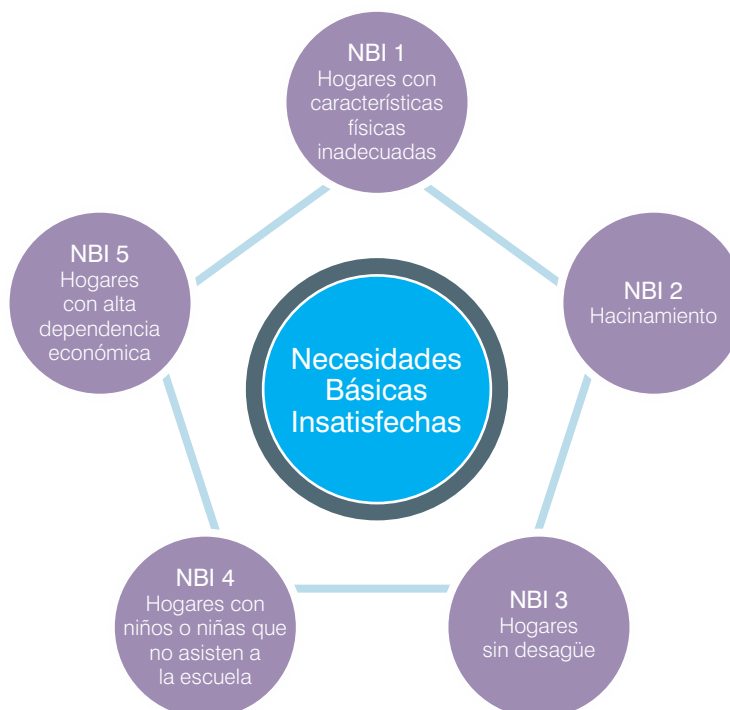 NBI 1
Hogares con
características
físicas
inadecuadas
NBI 5
Hogares
con alta
dependencia
económica
NBI 2
Hacinamiento
Necesidades
Básicas
Insatisfechas
NBI 4
Hogares con
niños o niñas que
no asisten a
la escuela
NBI 3
Hogares
sin desagüe